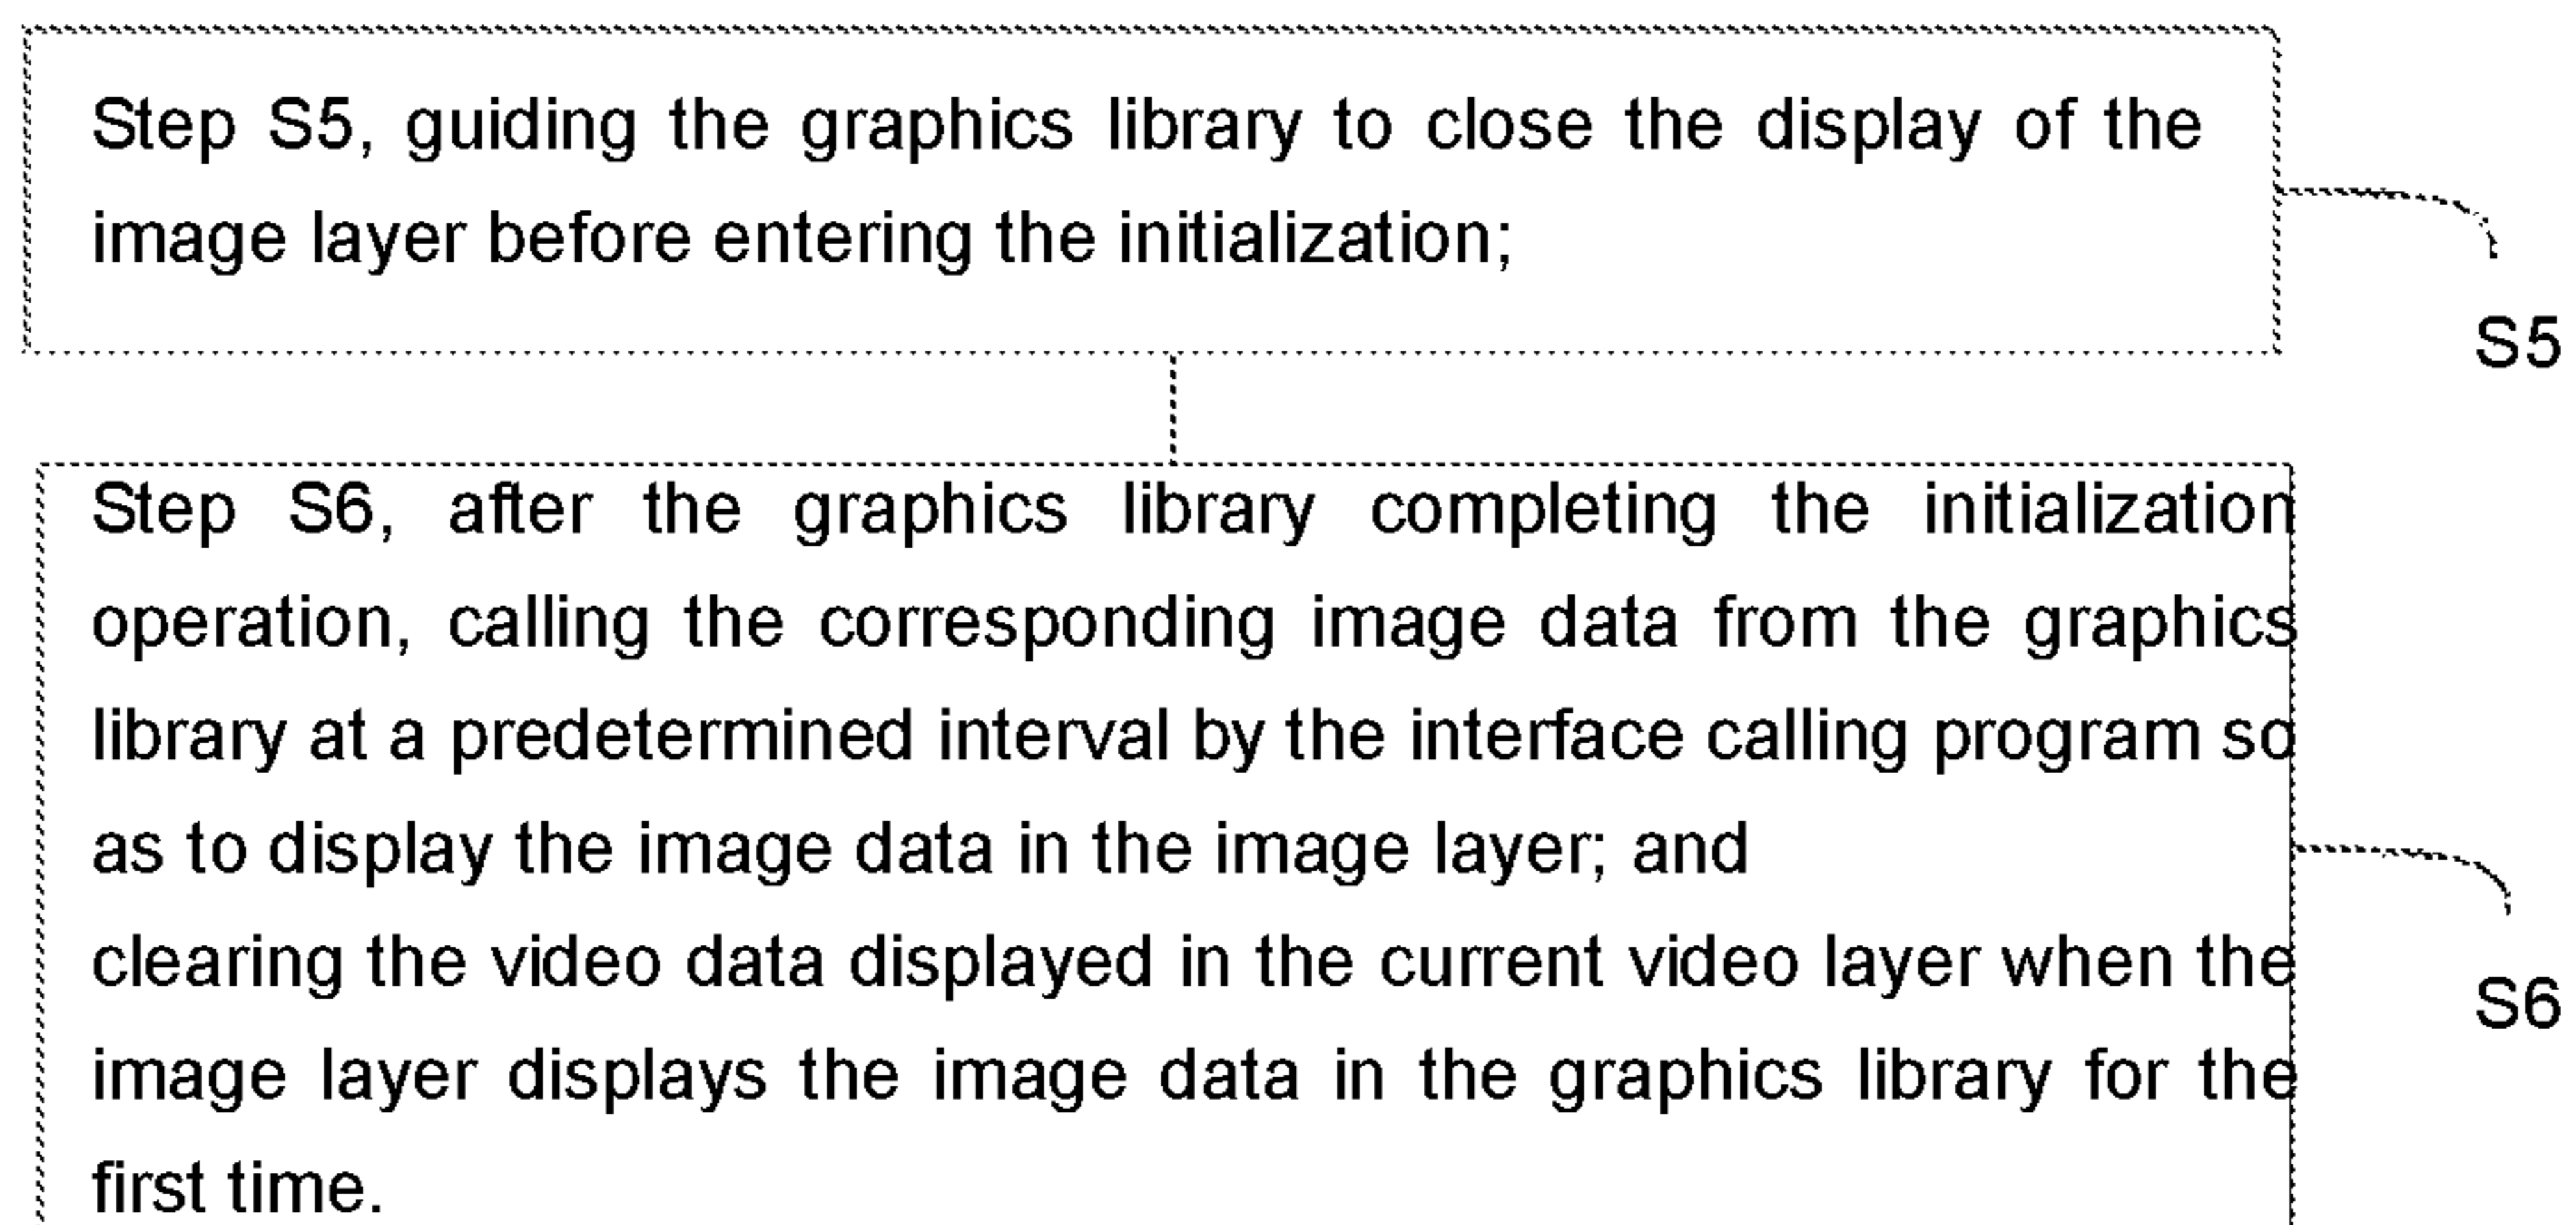 Step S5, guiding the graphics library to close the display of the
image layer before entering the initialization;
S5
Step S6, after the graphics library completing the initialization
operation, calling the corresponding image data from the graphics
library at a predetermined interval by the interface calling program so
as to display the image data in the image layer; and
clearing the video data displayed in the current video layer when the
image layer displays the image data in the graphics library for the
first time.
S6